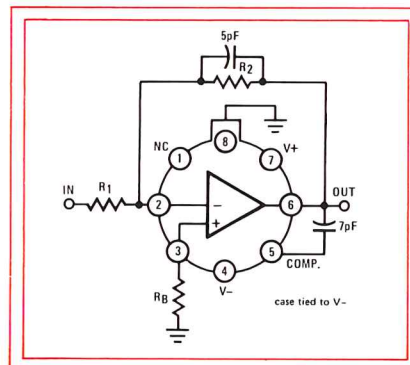 5pF
R2
8
NC
1
7
V+
IN
R1
2
−
6
OUT
+
7pF
3
5
COMP.
4
V−
RB
case tied to V−